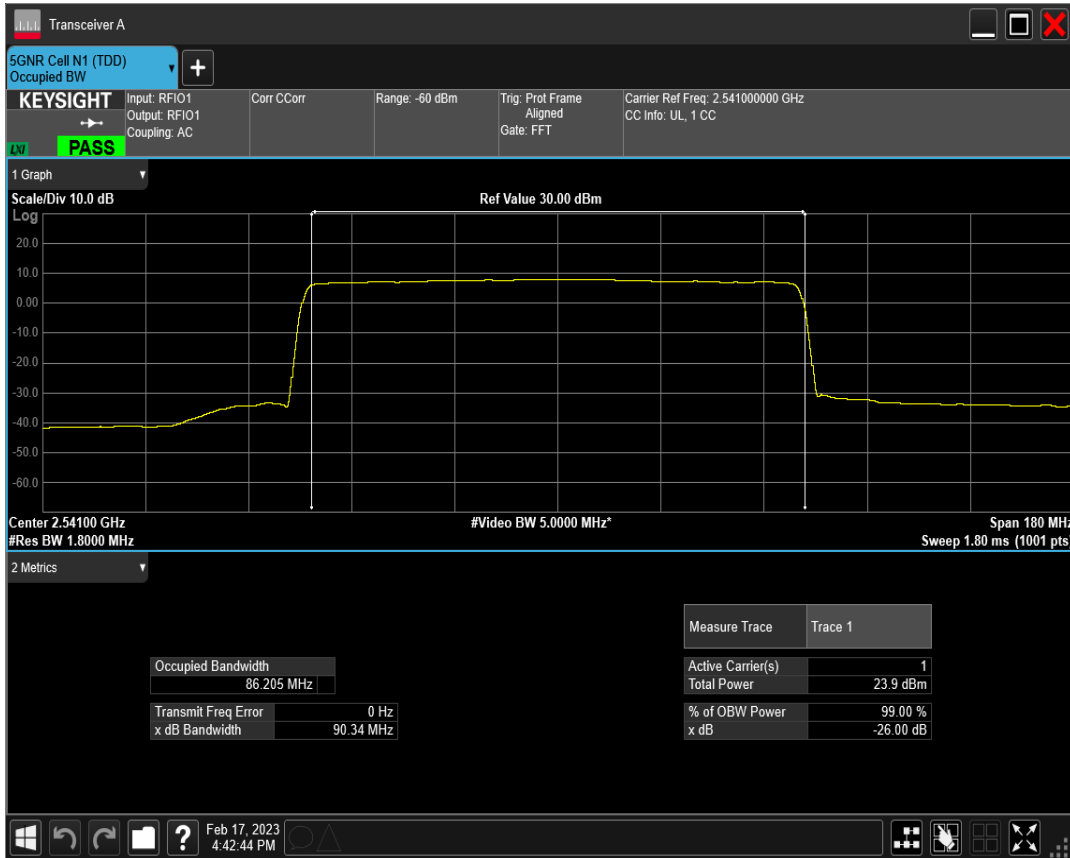 Transceiver A
5GNR Cell N1 (TDD)
Occupied BW
+
KEYSIGHT
LXI
PASS
Input: RFIO1
Output: RFIO1
Coupling: AC
Corr CCorr
Range: -60 dBm
Trig: Prot Frame
Aligned
Gate: FFT
Carrier Ref Freq: 2.541000000 GHz
CC Info: UL, 1 CC
1 Graph
Scale/Div 10.0 dB
Ref Value 30.00 dBm
Log
20.0
10.0
0.00
-10.0
-20.0
-30.0
-40.0
-50.0
-60.0
Center 2.54100 GHz
#Video BW 5.0000 MHz*
Span 180 MHz
#Res BW 1.8000 MHz
Sweep 1.80 ms (1001 pts)
2 Metrics
Measure Trace Trace 1
Occupied Bandwidth
86.205 MHz
Active Carrier(s) 1
Total Power 23.9 dBm
Transmit Freq Error 0 Hz
x dB Bandwidth 90.34 MHz
% of OBW Power 99.00 %
x dB -26.00 dB
?
Feb 17, 2023
4:42:44 PM